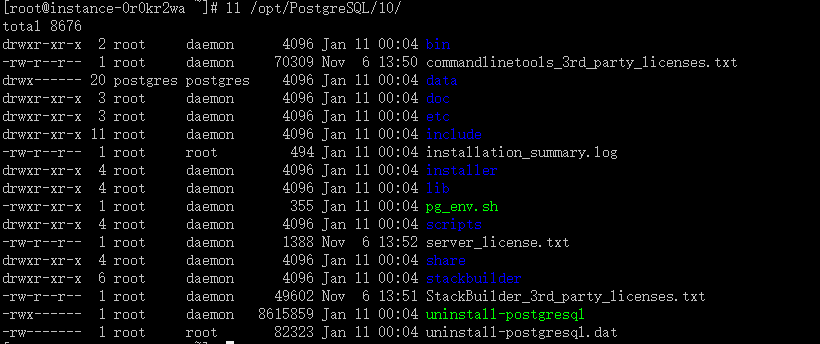 [root@instance-0r0kr2wa ~]# ll /opt/PostgreSQL/10/
total 8676
drwxr-xr-x  2 root     daemon      4096 Jan 11 00:04 bin
-rw-r--r--  1 root     daemon     70309 Nov  6 13:50 commandlinetools_3rd_party_licenses.txt
drwx------ 20 postgres postgres    4096 Jan 11 00:04 data
drwxr-xr-x  3 root     daemon      4096 Jan 11 00:04 doc
drwxr-xr-x  3 root     daemon      4096 Jan 11 00:04 etc
drwxr-xr-x 11 root     daemon      4096 Jan 11 00:04 include
-rw-r--r--  1 root     root         494 Jan 11 00:04 installation_summary.log
drwxr-xr-x  4 root     daemon      4096 Jan 11 00:04 installer
drwxr-xr-x  4 root     daemon      4096 Jan 11 00:04 lib
-rwxr-xr-x  1 root     daemon       355 Jan 11 00:04 pg_env.sh
drwxr-xr-x  4 root     daemon      4096 Jan 11 00:04 scripts
-rw-r--r--  1 root     daemon      1388 Nov  6 13:52 server_license.txt
drwxr-xr-x  4 root     daemon      4096 Jan 11 00:04 share
drwxr-xr-x  6 root     daemon      4096 Jan 11 00:04 stackbuilder
-rw-r--r--  1 root     daemon     49602 Nov  6 13:51 StackBuilder_3rd_party_licenses.txt
-rwx------  1 root     daemon   8615859 Jan 11 00:04 uninstall-postgresql
-rw-------  1 root     root       82323 Jan 11 00:04 uninstall-postgresql.dat